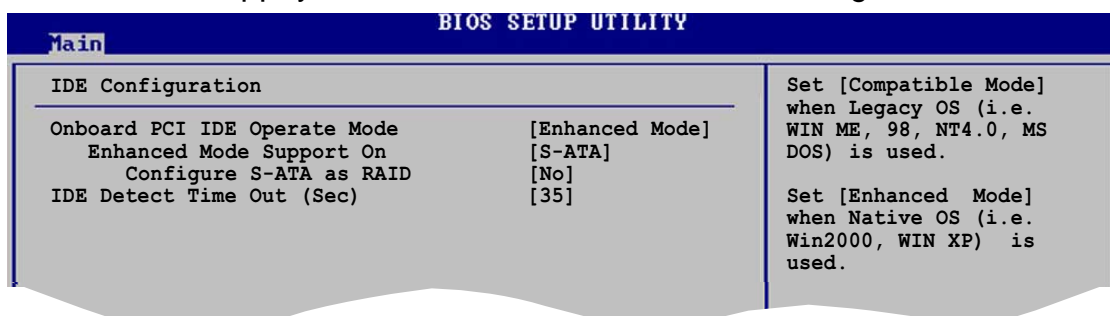 BIOS SETUP UTILITY
Main
IDE Configuration
Onboard PCI IDE Operate Mode [Enhanced Mode]
Enhanced Mode Support On [S-ATA]
Configure S-ATA as RAID [No]
IDE Detect Time Out (Sec) [35]
Set [Compatible Mode]
when Legacy OS (i.e.
WIN ME, 98, NT4.0, MS
DOS) is used.
Set [Enhanced Mode]
when Native OS (i.e.
Win2000, WIN XP) is
used.